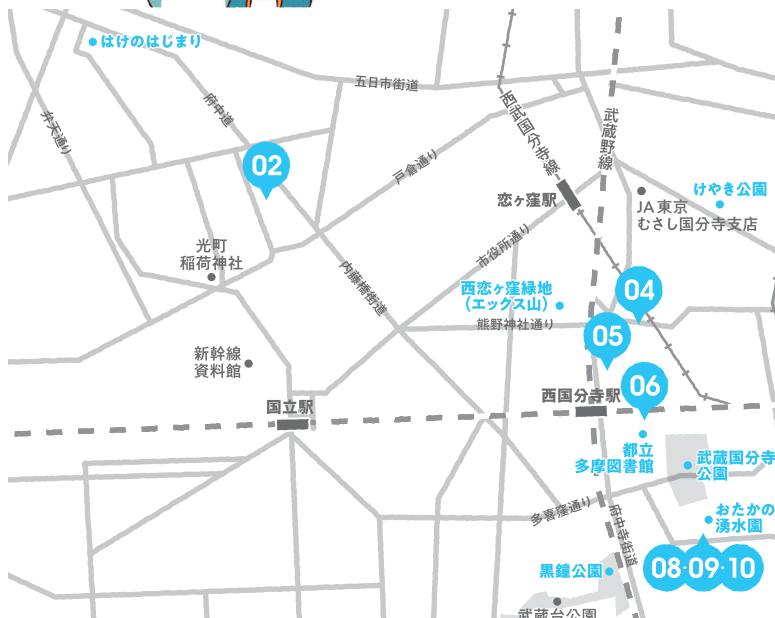 はけのはじまり
五日市街道
府中道
弁天通り
西武国分寺線
武蔵野線
02
戸倉通り
けやき公園
恋ヶ窪駅
JA東京
むさし国分寺支店
光町
稲荷神社
市役所通り
内藤橋街道
西恋ヶ窪緑地
(エックス山)
04
熊野神社通り
05
新幹線
資料館
06
西国分寺駅
国立駅
都立
多摩図書館
武蔵国分寺
公園
多喜窪通り
おたかの
湧水園
府中寺街道
08·09·10
黒鐘公園
武蔵台公園